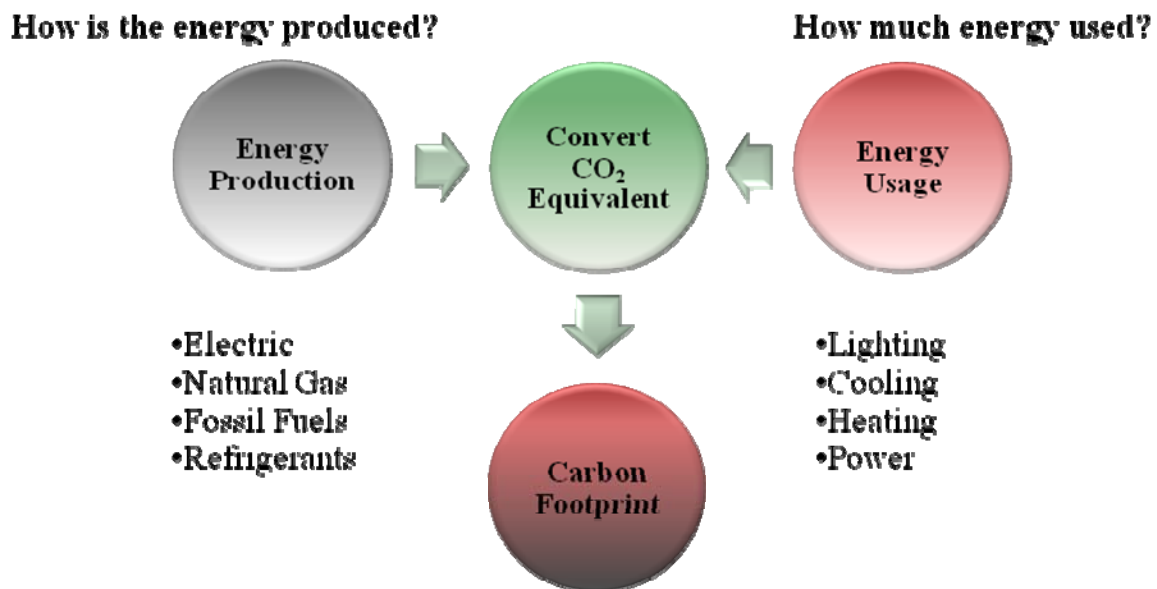 How is the energy produced?
How much energy used?
Energy
Production
Convert
CO₂
Equivalent
Energy
Usage
•Electric
•Natural Gas
•Fossil Fuels
•Refrigerants
•Lighting
•Cooling
•Heating
•Power
Carbon
Footprint